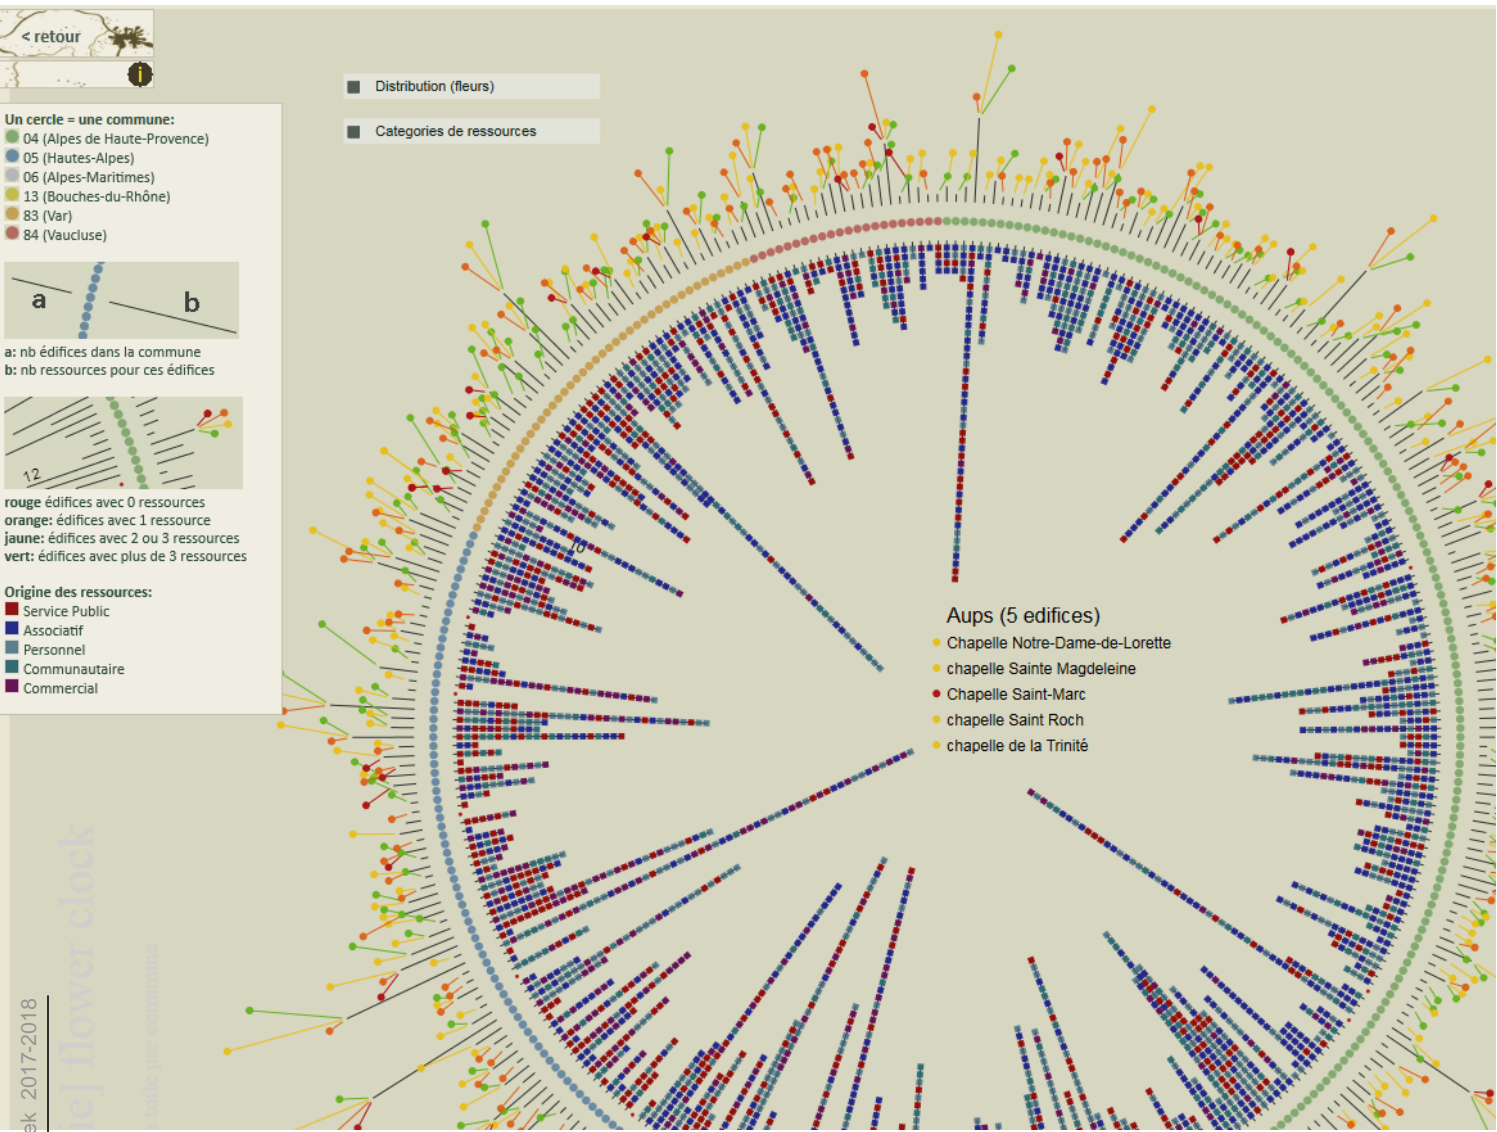 < retour
i
Un cercle = une commune:
04 (Alpes de Haute-Provence)
05 (Hautes-Alpes)
06 (Alpes-Maritimes)
13 (Bouches-du-Rhône)
83 (Var)
84 (Vaucluse)
a
b
a: nb édifices dans la commune
b: nb ressources pour ces édifices
12
rouge édifices avec 0 ressources
orange: édifices avec 1 ressource
jaune: édifices avec 2 ou 3 ressources
vert: édifices avec plus de 3 ressources
Origine des ressources:
Service Public
Associatif
Personnel
Communautaire
Commercial
Distribution (fleurs)
Categories de ressources
10
Aups (5 edifices)
Chapelle Notre-Dame-de-Lorette
chapelle Sainte Magdeleine
Chapelle Saint-Marc
chapelle Saint Roch
chapelle de la Trinité
2017-2018
flower clock
toile par commune